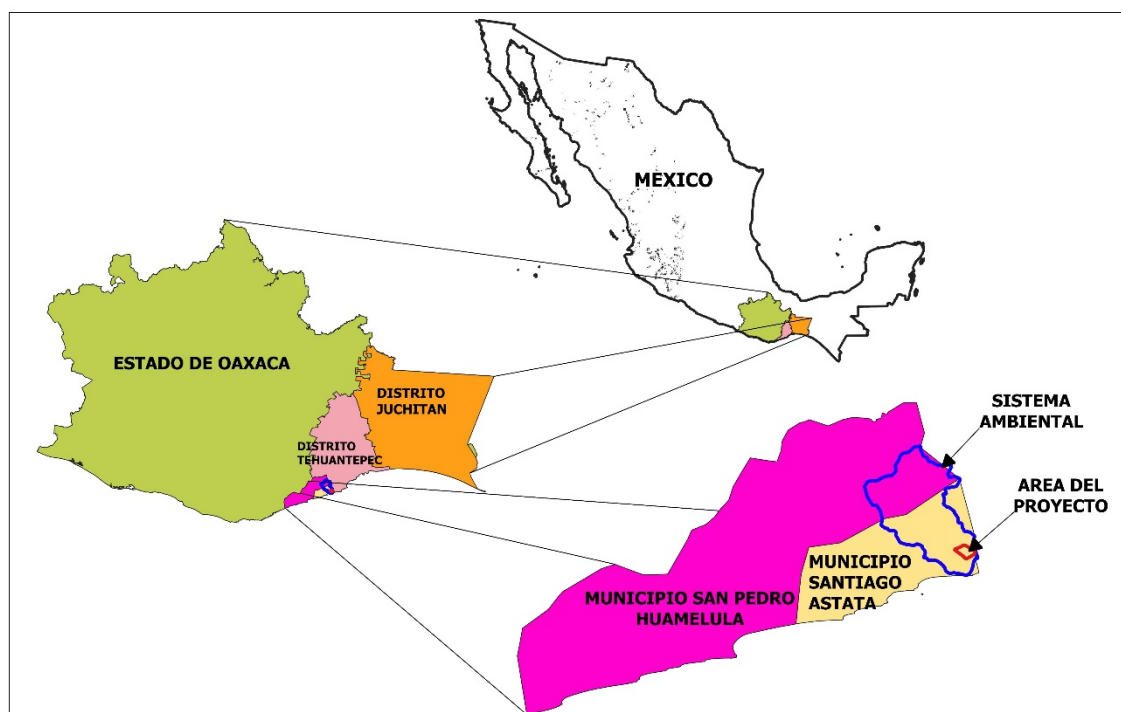 MEXICO
ESTADO DE OAXACA
DISTRITO
JUCHITAN
DISTRITO
TEHUANTEPEC
SISTEMA
AMBIENTAL
AREA DEL
PROYECTO
MUNICIPIO
SANTIAGO
ASTATA
MUNICIPIO SAN PEDRO
HUAMELULA